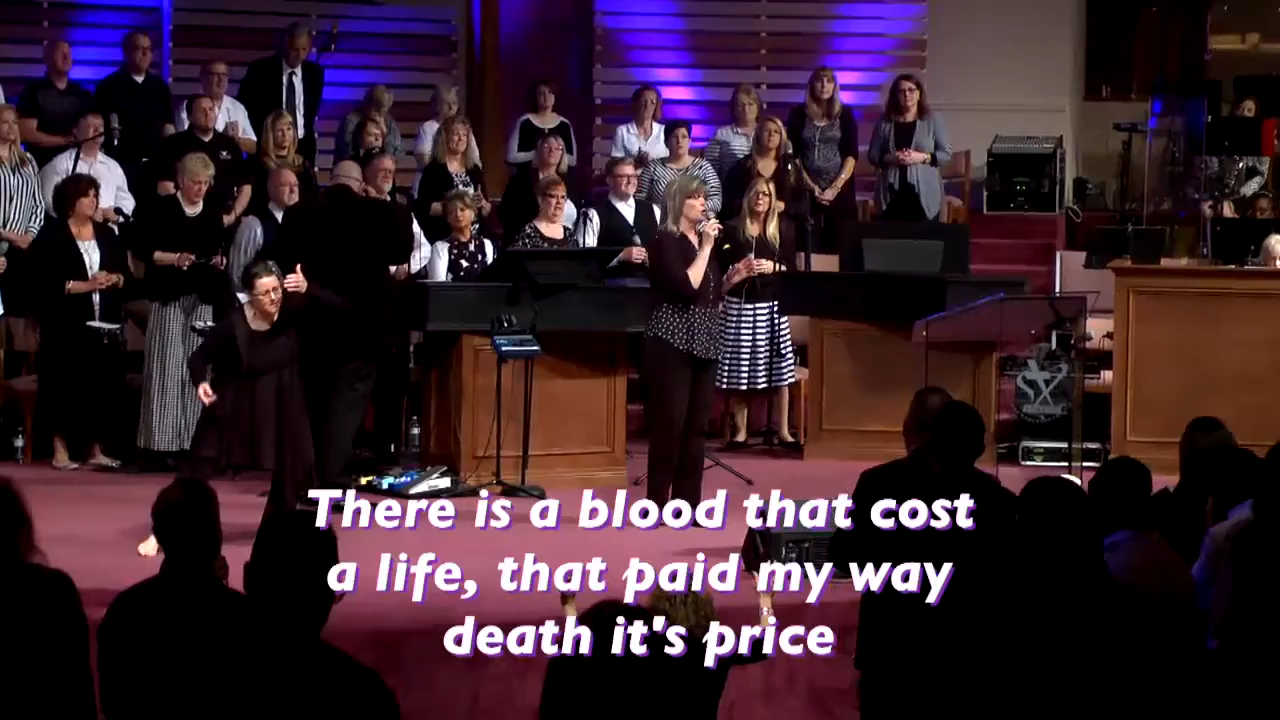 There is a blood that cost
a life, that paid my way
death it's price